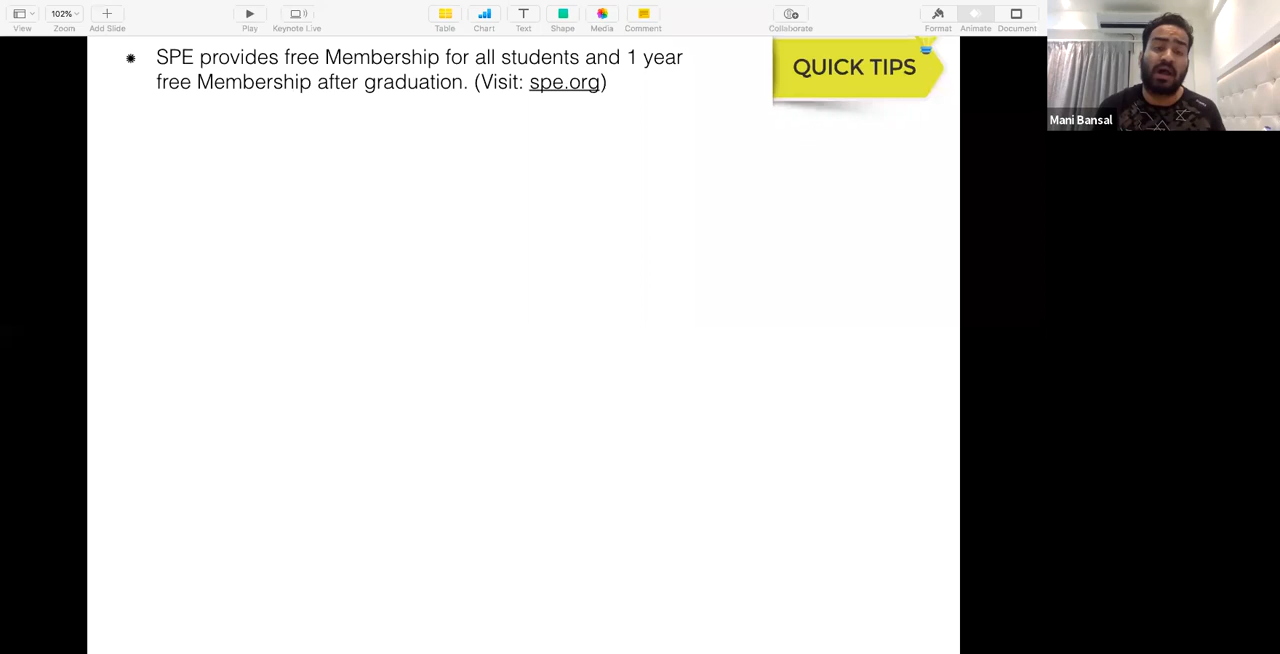 102%
View
Zoom
Add Slide
Play
Keynote Live
Table
Chart
Text
Shape
Media
Comment
Collaborate
Format
Animate
Document
SPE provides free Membership for all students and 1 year
free Membership after graduation. (Visit: spe.org)
QUICK TIPS
Mani Bansal